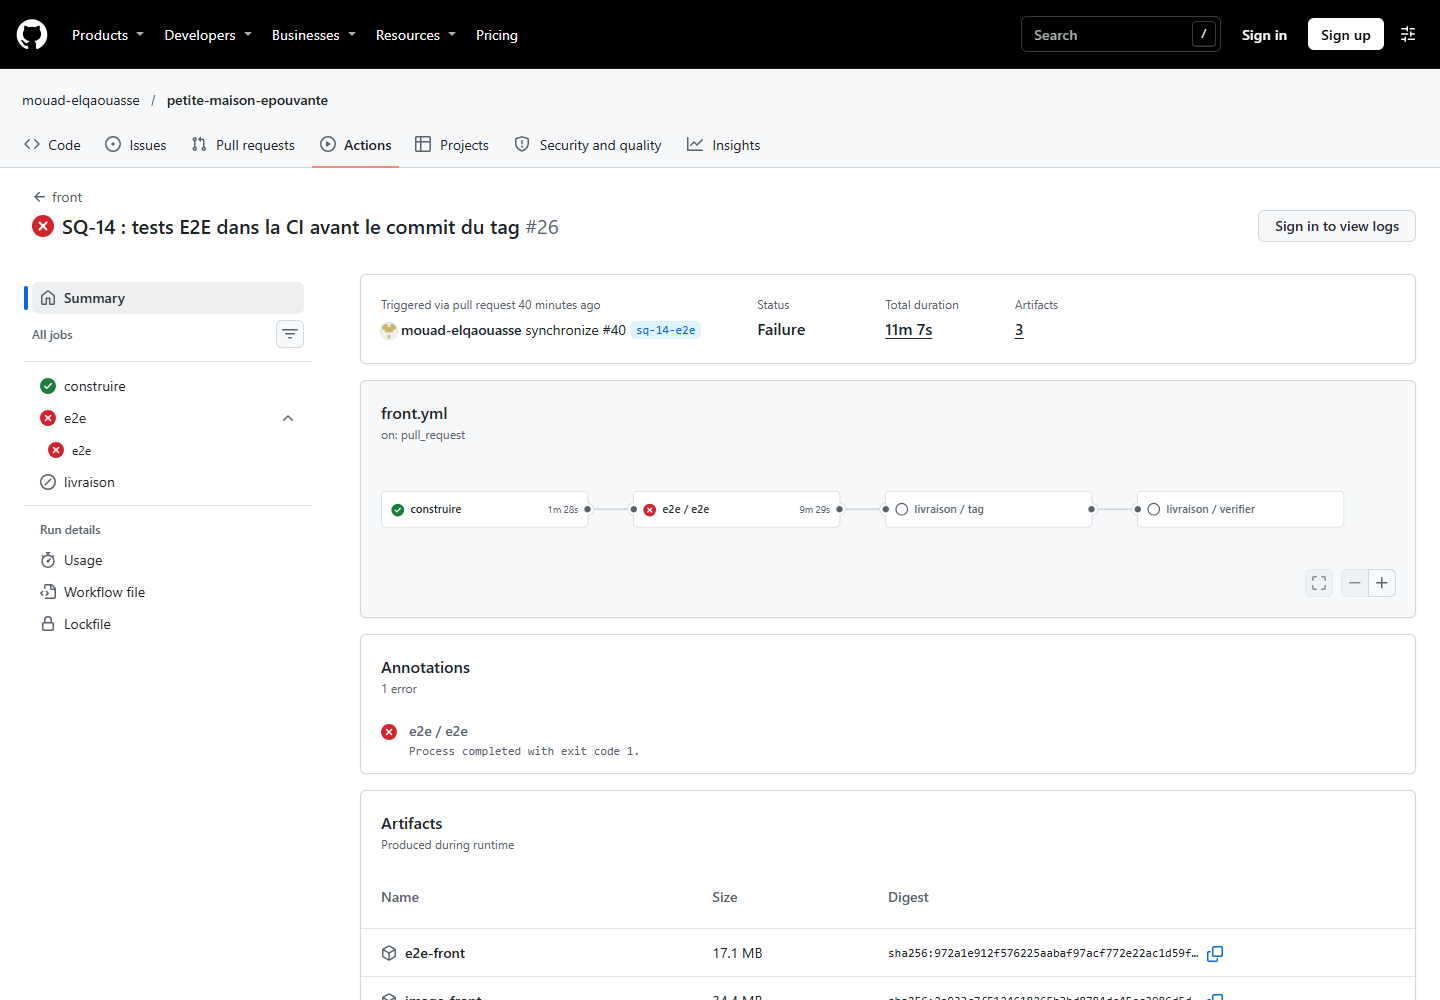 Products Developers Businesses Resources Pricing Search / Sign in Sign up
mouad-elqaouasse / petite-maison-epouvante
Code Issues Pull requests Actions Projects Security and quality Insights
front
SQ-14 : tests E2E dans la CI avant le commit du tag #26
Sign in to view logs
Summary
All jobs
construire
e2e
e2e
livraison
Run details
Usage
Workflow file
Lockfile
Triggered via pull request 40 minutes ago
mouad-elqaouasse synchronize #40 sq-14-e2e
Status
Failure
Total duration
11m 7s
Artifacts
3
front.yml
on: pull_request
construire 1m 28s
e2e / e2e 9m 29s
livraison / tag
livraison / verifier
Annotations
1 error
e2e / e2e
Process completed with exit code 1.
Artifacts
Produced during runtime
Name Size Digest
e2e-front 17.1 MB sha256:972a1e912f576225aabaf97acf772e22ac1d59f…
image-front 34.4 MB